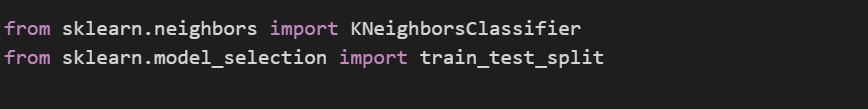 from sklearn.neighbors import KNeighborsClassifier
from sklearn.model_selection import train_test_split